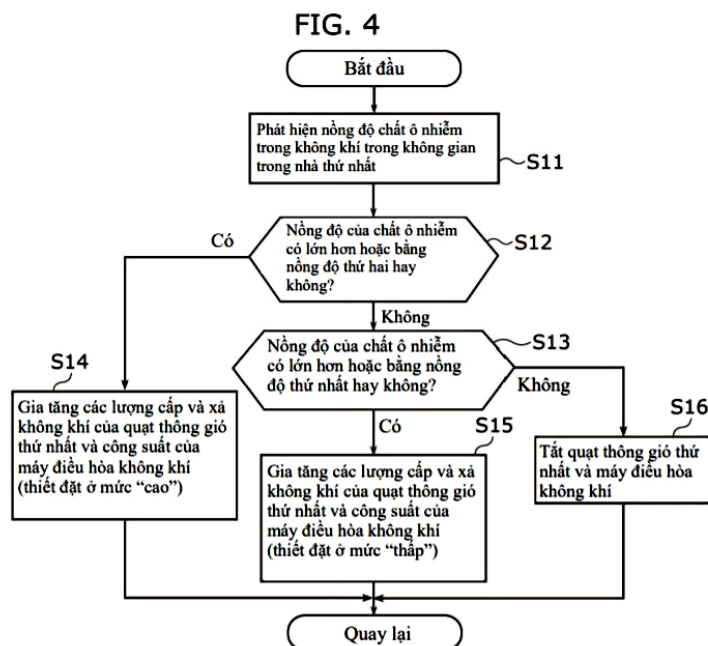 FIG. 4
Bắt đầu
Phát hiện nồng độ chất ô nhiễm
trong không khí trong không gian
trong nhà thứ nhất
S11
Nồng độ của chất ô nhiễm
có lớn hơn hoặc bằng
nồng độ thứ hai hay
không?
S12
Có
Không
Nồng độ của chất ô nhiễm
có lớn hơn hoặc bằng nồng
độ thứ nhất hay không?
S13
Không
Có
S14
Gia tăng các lượng cấp và xả
không khí của quạt thông gió
thứ nhất và công suất của
máy điều hòa không khí
(thiết đặt ở mức “cao”)
S15
Gia tăng các lượng cấp và xả
không khí của quạt thông gió
thứ nhất và công suất của
máy điều hòa không khí
(thiết đặt ở mức “thấp”)
S16
Tắt quạt thông gió thứ
nhất và máy điều hòa
không khí
Quay lại